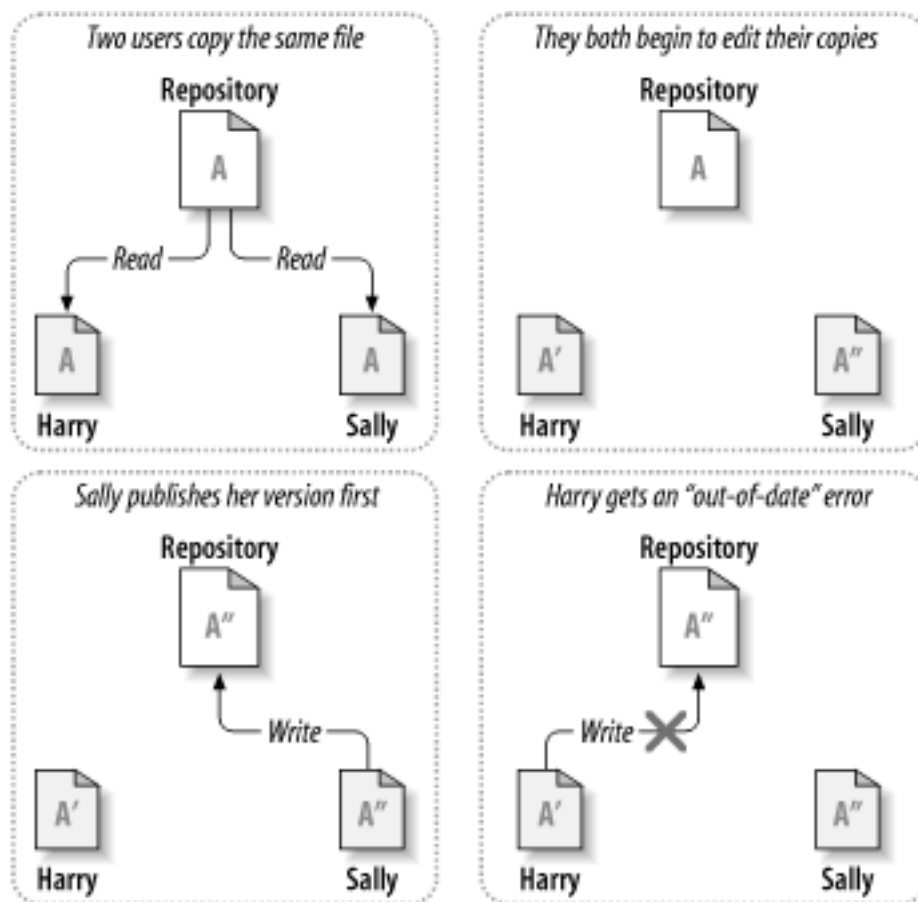 Two users copy the same file
Repository
A
Read
Read
A
A
Harry
Sally
They both begin to edit their copies
Repository
A
A′
A″
Harry
Sally
Sally publishes her version first
Repository
A″
Write
A′
A″
Harry
Sally
Harry gets an “out-of-date” error
Repository
A″
Write
A′
A″
Harry
Sally